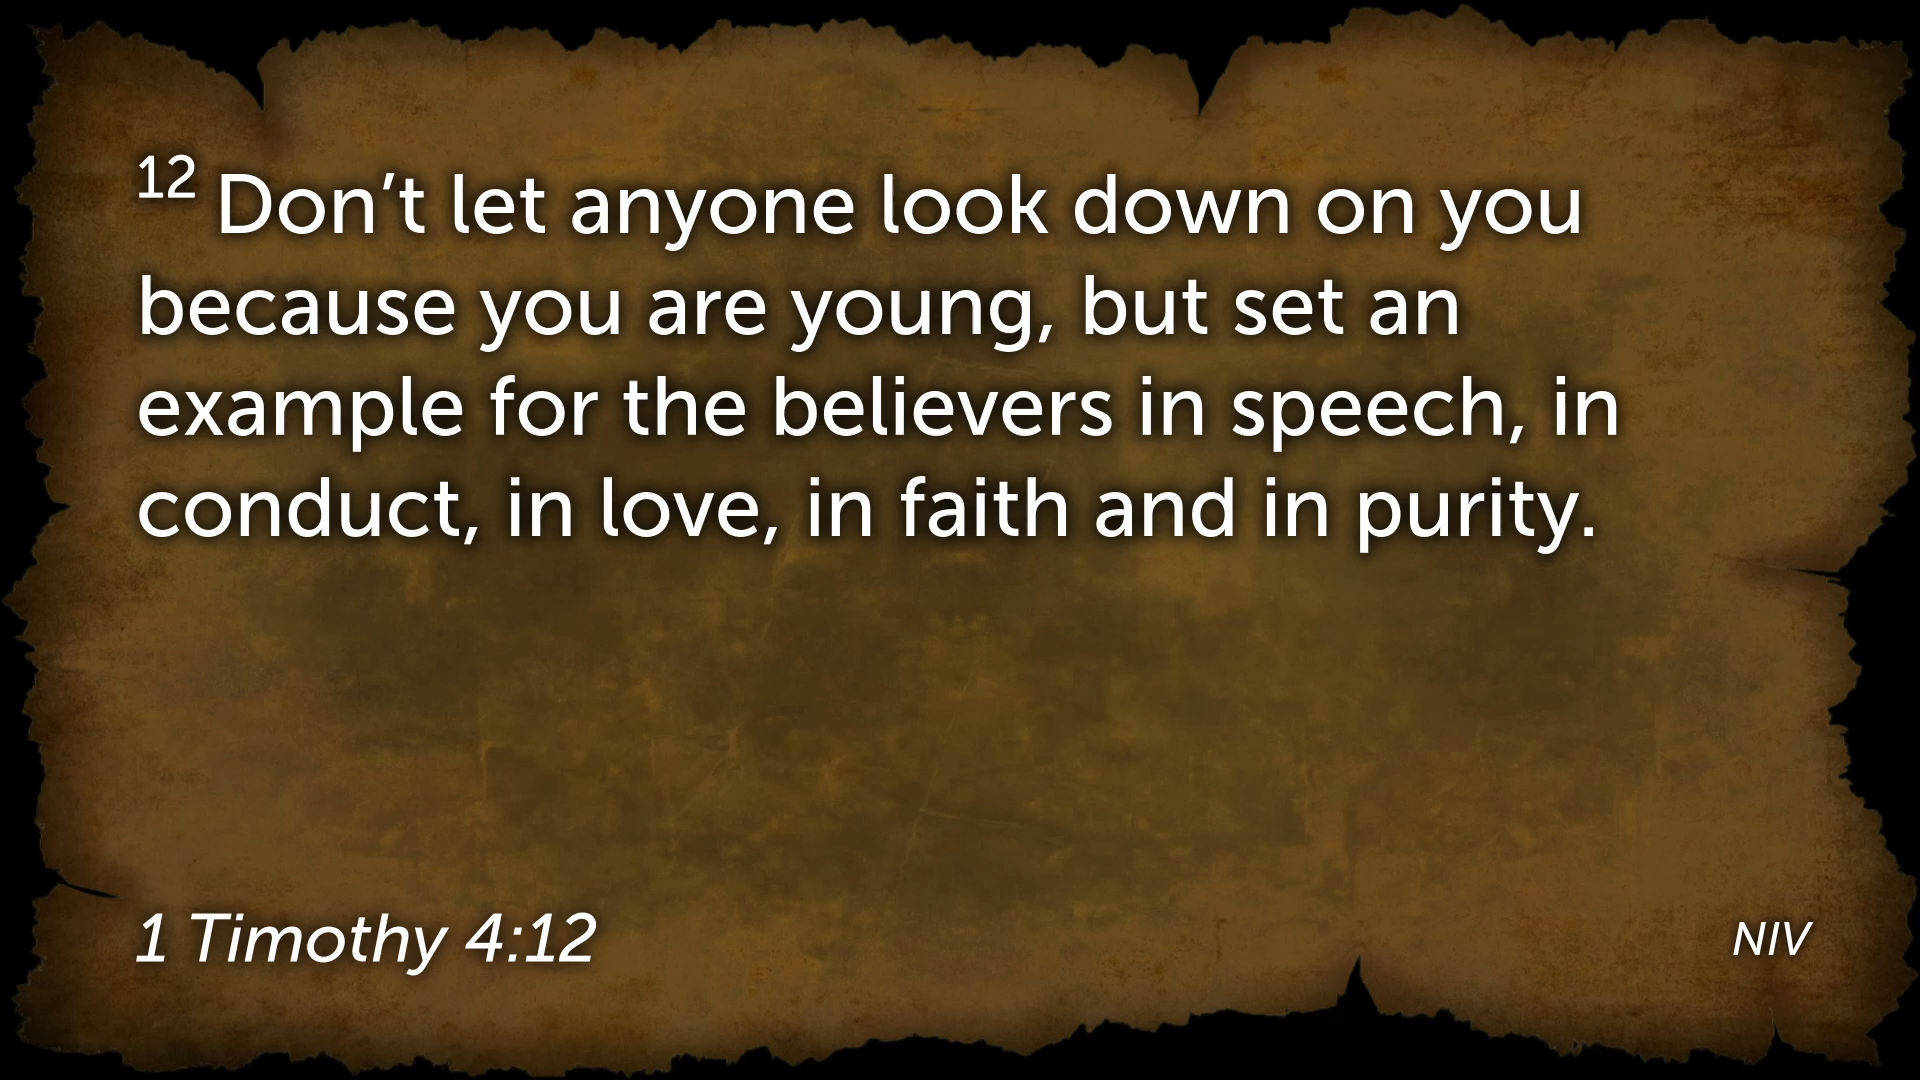 12 Don’t let anyone look down on you
because you are young, but set an
example for the believers in speech, in
conduct, in love, in faith and in purity.
1 Timothy 4:12
NIV